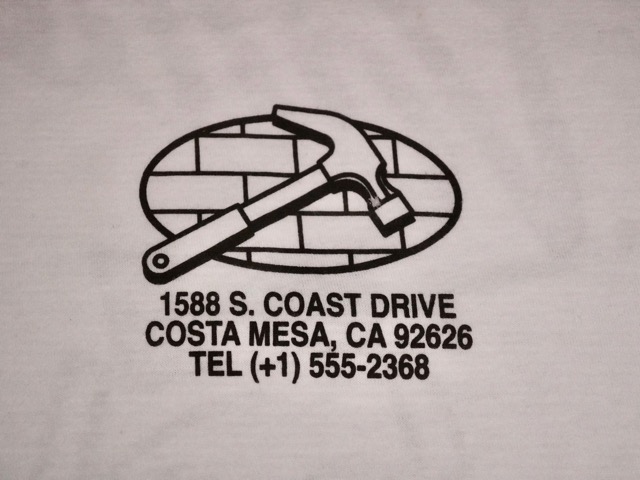 1588 S. COAST DRIVE
COSTA MESA, CA 92626
TEL (+1) 555-2368